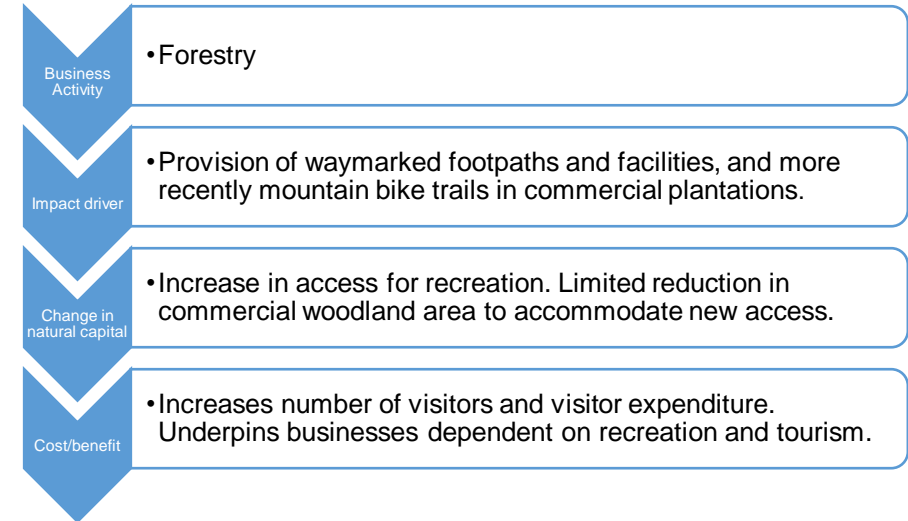 Business
Activity
•Forestry
Impact driver
•Provision of waymarked footpaths and facilities, and more
recently mountain bike trails in commercial plantations.
Change in
natural capital
•Increase in access for recreation. Limited reduction in
commercial woodland area to accommodate new access.
Cost/benefit
•Increases number of visitors and visitor expenditure.
Underpins businesses dependent on recreation and tourism.